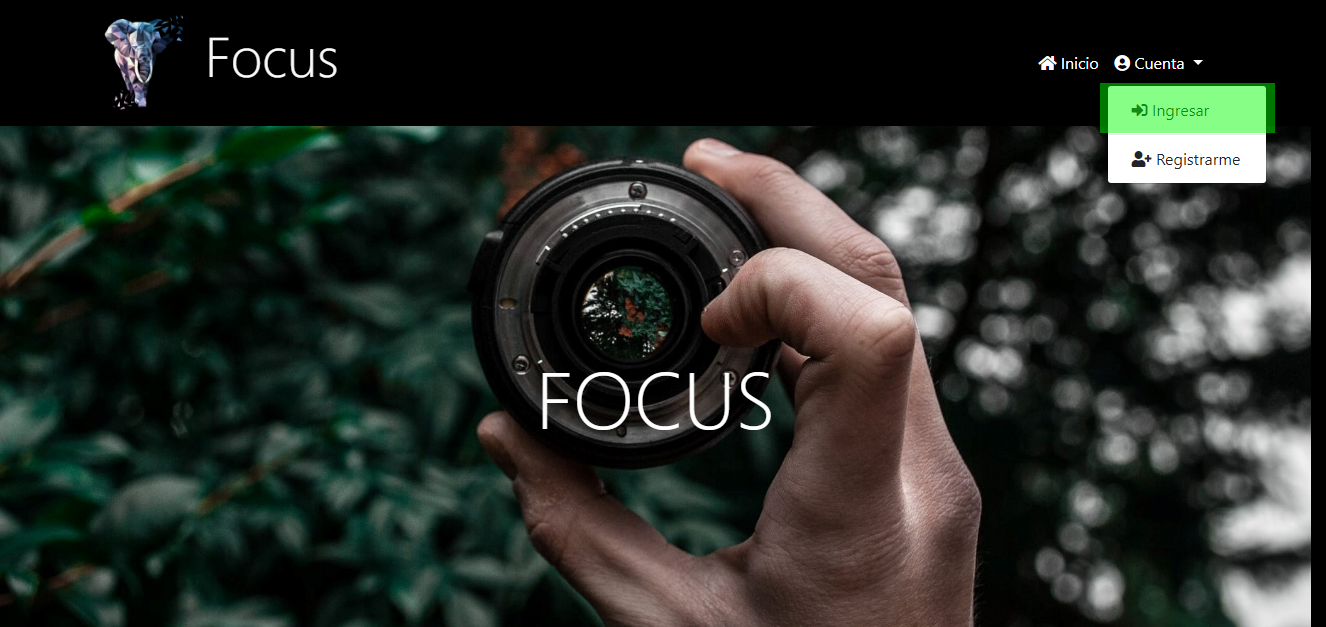 Focus
Inicio
Cuenta
Ingresar
Registrarme
FOCUS